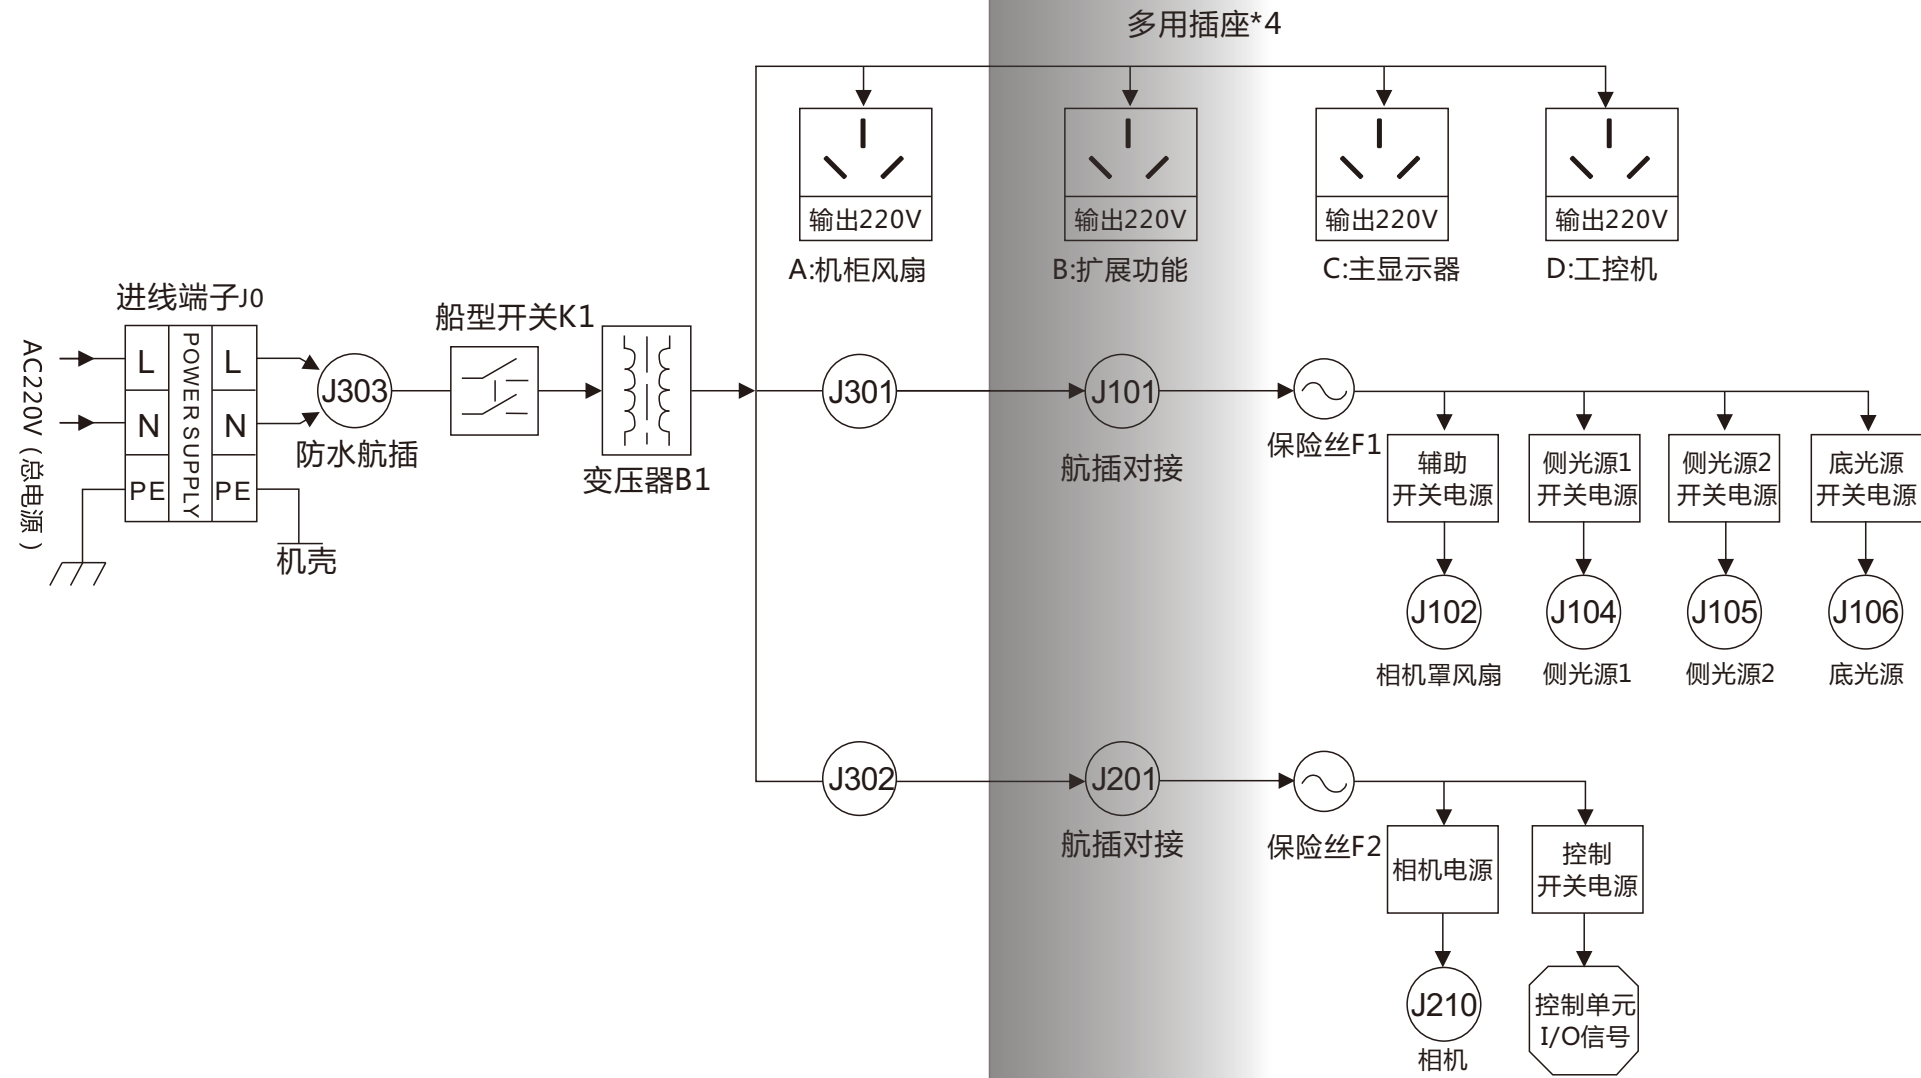 多用插座*4
输出220V
输出220V
输出220V
输出220V
A:机柜风扇
B:扩展功能
C:主显示器
D:工控机
进线端子J0
AC220V（总电源）
L
N
PE
POWER SUPPLY
L
N
PE
机壳
J303
防水航插
船型开关K1
变压器B1
J301
J101
航插对接
保险丝F1
辅助
开关电源
侧光源1
开关电源
侧光源2
开关电源
底光源
开关电源
J102
J104
J105
J106
相机罩风扇
侧光源1
侧光源2
底光源
J302
J201
航插对接
保险丝F2
相机电源
控制
开关电源
J210
相机
控制单元
I/O信号